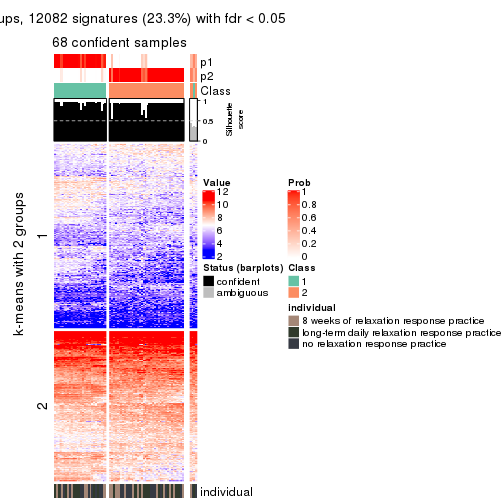 ups, 12082 signatures (23.3%) with fdr < 0.05
68 confident samples
p1
p2
Class
1
0.5
0
Silhouette
score
k-means with 2 groups
1
2
Value
12
10
8
6
4
2
Prob
1
0.8
0.6
0.4
0.2
0
Status (barplots)
confident
ambiguous
Class
1
2
individual
8 weeks of relaxation response practice
long-term daily relaxation response practice
no relaxation response practice
individual